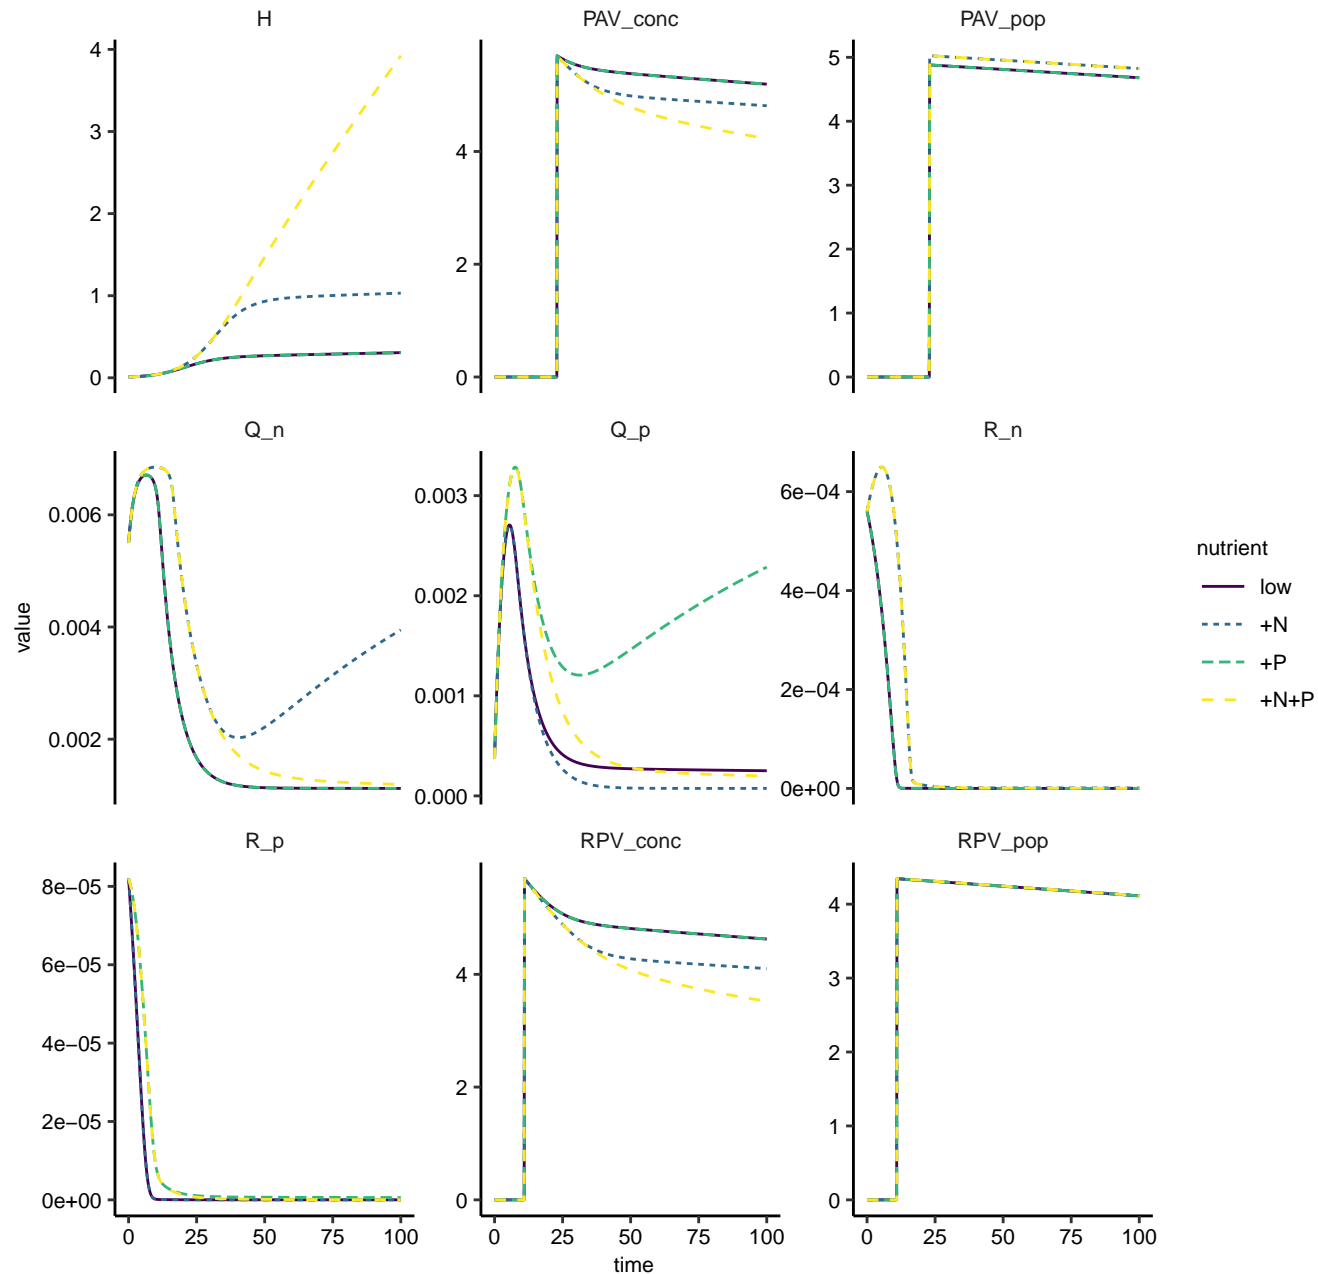 H
PAV_conc
PAV_pop
4
3
2
1
0
4
2
0
5
4
3
2
1
0
Q_n
Q_p
R_n
0.006
0.004
0.002
0.003
0.002
0.001
0.000
6e−04
4e−04
2e−04
0e+00
R_p
RPV_conc
RPV_pop
8e−05
6e−05
4e−05
2e−05
0e+00
4
2
0
4
3
2
1
0
0 25 50 75 100
0 25 50 75 100
0 25 50 75 100
time
value
nutrient
low
+N
+P
+N+P